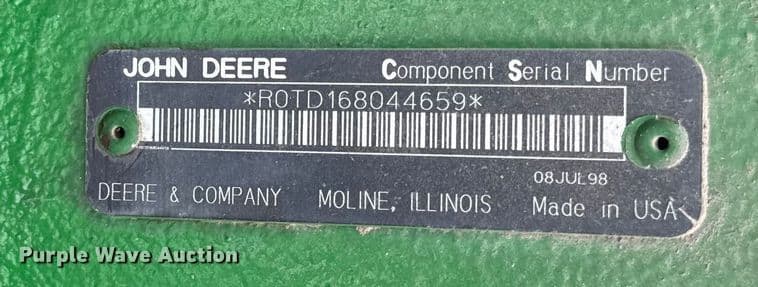 JOHN DEERE Component Serial Number
*R0TD168044659*
08JUL98
DEERE & COMPANY MOLINE, ILLINOIS Made in USA
Purple Wave Auction